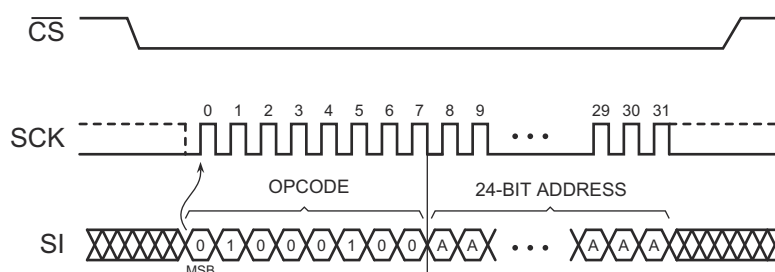 C̅S̅
0 1 2 3 4 5 6 7 8 9 29 30 31
SCK
OPCODE 24-BIT ADDRESS
SI 0 1 0 0 0 1 0 0 A A A A A
MSB